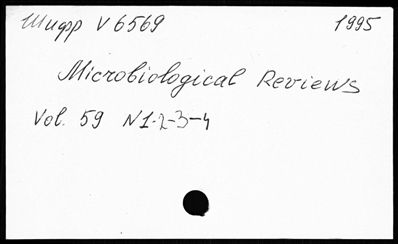 Шифр V 6569 1995
Microbiological Reviews
Vol. 59 N1-2-3-4